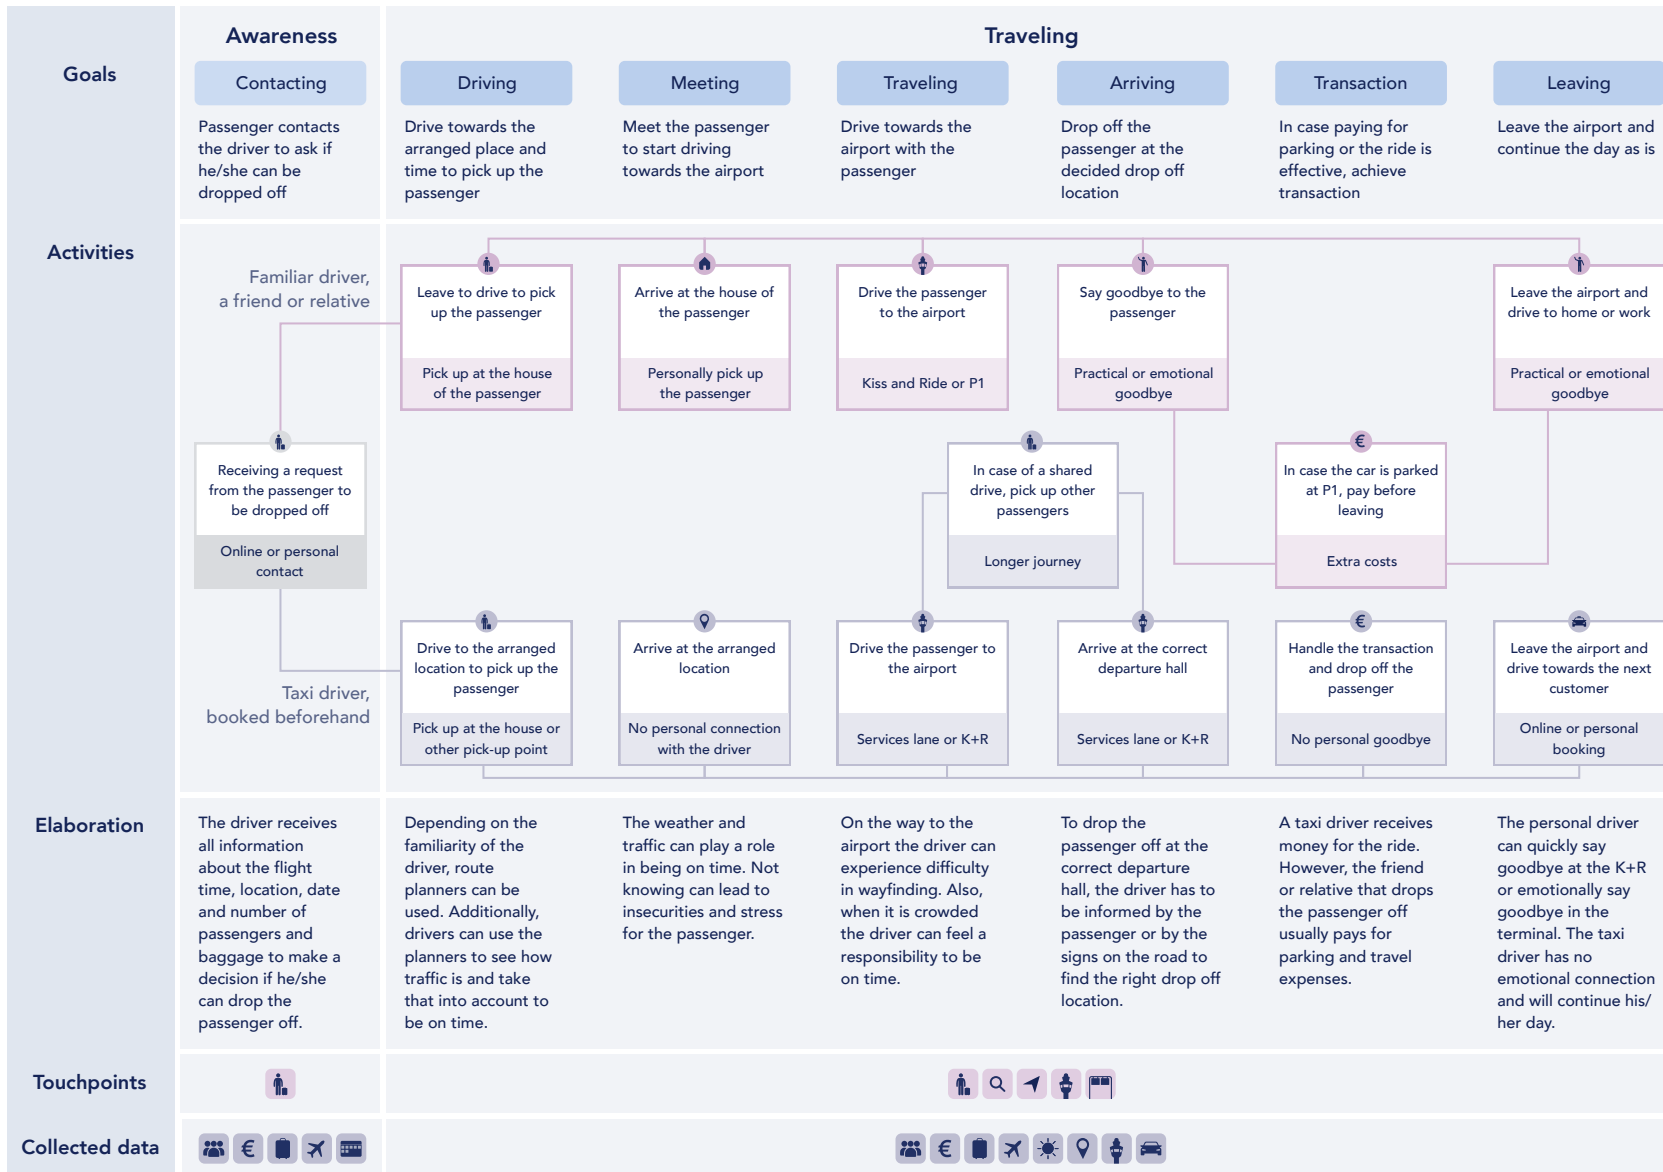 Goals
Awareness
Traveling
Contacting
Driving
Meeting
Traveling
Arriving
Transaction
Leaving
Passenger contacts
the driver to ask if
he/she can be
dropped off
Drive towards the
arranged place and
time to pick up the
passenger
Meet the passenger
to start driving
towards the airport
Drive towards the
airport with the
passenger
Drop off the
passenger at the
decided drop off
location
In case paying for
parking or the ride is
effective, achieve
transaction
Leave the airport and
continue the day as is
Activities
Familiar driver,
a friend or relative
Leave to drive to pick
up the passenger
Pick up at the house
of the passenger
Arrive at the house of
the passenger
Personally pick up
the passenger
Drive the passenger
to the airport
Kiss and Ride or P1
Say goodbye to the
passenger
Practical or emotional
goodbye
Leave the airport and
drive to home or work
Practical or emotional
goodbye
Receiving a request
from the passenger to
be dropped off
Online or personal
contact
In case of a shared
drive, pick up other
passengers
Longer journey
€
In case the car is parked
at P1, pay before
leaving
Extra costs
Taxi driver,
booked beforehand
Drive to the arranged
location to pick up the
passenger
Pick up at the house or
other pick-up point
Arrive at the arranged
location
No personal connection
with the driver
Drive the passenger to
the airport
Services lane or K+R
Arrive at the correct
departure hall
Services lane or K+R
€
Handle the transaction
and drop off the
passenger
No personal goodbye
Leave the airport and
drive towards the next
customer
Online or personal
booking
Elaboration
The driver receives
all information
about the flight
time, location, date
and number of
passengers and
baggage to make a
decision if he/she
can drop the
passenger off.
Depending on the
familiarity of the
driver, route
planners can be
used. Additionally,
drivers can use the
planners to see how
traffic is and take
that into account to
be on time.
The weather and
traffic can play a role
in being on time. Not
knowing can lead to
insecurities and stress
for the passenger.
On the way to the
airport the driver can
experience difficulty
in wayfinding. Also,
when it is crowded
the driver can feel a
responsibility to be
on time.
To drop the
passenger off at the
correct departure
hall, the driver has to
be informed by the
passenger or by the
signs on the road to
find the right drop off
location.
A taxi driver receives
money for the ride.
However, the friend
or relative that drops
the passenger off
usually pays for
parking and travel
expenses.
The personal driver
can quickly say
goodbye at the K+R
or emotionally say
goodbye in the
terminal. The taxi
driver has no
emotional connection
and will continue his/
her day.
Touchpoints
Collected data
€
€